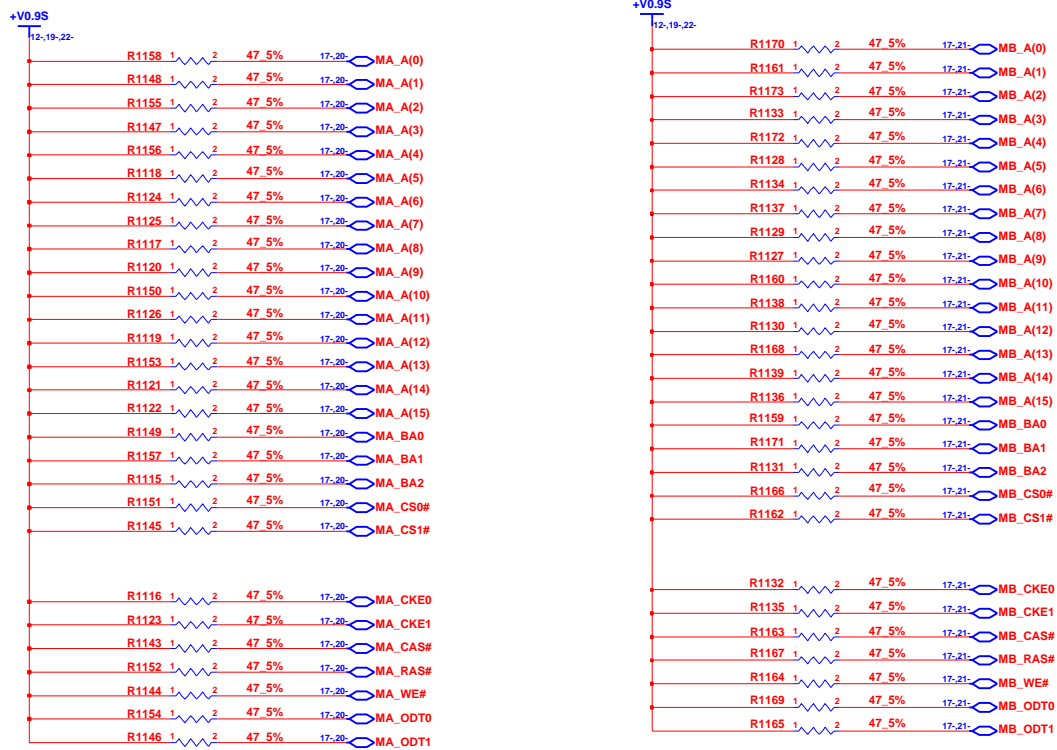 +V0.9S
12-,19-,22-
R1158 1 2 47_5% 17-,20- MA_A(0)
R1148 1 2 47_5% 17-,20- MA_A(1)
R1155 1 2 47_5% 17-,20- MA_A(2)
R1147 1 2 47_5% 17-,20- MA_A(3)
R1156 1 2 47_5% 17-,20- MA_A(4)
R1118 1 2 47_5% 17-,20- MA_A(5)
R1124 1 2 47_5% 17-,20- MA_A(6)
R1125 1 2 47_5% 17-,20- MA_A(7)
R1117 1 2 47_5% 17-,20- MA_A(8)
R1120 1 2 47_5% 17-,20- MA_A(9)
R1150 1 2 47_5% 17-,20- MA_A(10)
R1126 1 2 47_5% 17-,20- MA_A(11)
R1119 1 2 47_5% 17-,20- MA_A(12)
R1153 1 2 47_5% 17-,20- MA_A(13)
R1121 1 2 47_5% 17-,20- MA_A(14)
R1122 1 2 47_5% 17-,20- MA_A(15)
R1149 1 2 47_5% 17-,20- MA_BA0
R1157 1 2 47_5% 17-,20- MA_BA1
R1115 1 2 47_5% 17-,20- MA_BA2
R1151 1 2 47_5% 17-,20- MA_CS0#
R1145 1 2 47_5% 17-,20- MA_CS1#
R1116 1 2 47_5% 17-,20- MA_CKE0
R1123 1 2 47_5% 17-,20- MA_CKE1
R1143 1 2 47_5% 17-,20- MA_CAS#
R1152 1 2 47_5% 17-,20- MA_RAS#
R1144 1 2 47_5% 17-,20- MA_WE#
R1154 1 2 47_5% 17-,20- MA_ODT0
R1146 1 2 47_5% 17-,20- MA_ODT1
+V0.9S
12-,19-,22-
R1170 1 2 47_5% 17-,21- MB_A(0)
R1161 1 2 47_5% 17-,21- MB_A(1)
R1173 1 2 47_5% 17-,21- MB_A(2)
R1133 1 2 47_5% 17-,21- MB_A(3)
R1172 1 2 47_5% 17-,21- MB_A(4)
R1128 1 2 47_5% 17-,21- MB_A(5)
R1134 1 2 47_5% 17-,21- MB_A(6)
R1137 1 2 47_5% 17-,21- MB_A(7)
R1129 1 2 47_5% 17-,21- MB_A(8)
R1127 1 2 47_5% 17-,21- MB_A(9)
R1160 1 2 47_5% 17-,21- MB_A(10)
R1138 1 2 47_5% 17-,21- MB_A(11)
R1130 1 2 47_5% 17-,21- MB_A(12)
R1168 1 2 47_5% 17-,21- MB_A(13)
R1139 1 2 47_5% 17-,21- MB_A(14)
R1136 1 2 47_5% 17-,21- MB_A(15)
R1159 1 2 47_5% 17-,21- MB_BA0
R1171 1 2 47_5% 17-,21- MB_BA1
R1131 1 2 47_5% 17-,21- MB_BA2
R1166 1 2 47_5% 17-,21- MB_CS0#
R1162 1 2 47_5% 17-,21- MB_CS1#
R1132 1 2 47_5% 17-,21- MB_CKE0
R1135 1 2 47_5% 17-,21- MB_CKE1
R1163 1 2 47_5% 17-,21- MB_CAS#
R1167 1 2 47_5% 17-,21- MB_RAS#
R1164 1 2 47_5% 17-,21- MB_WE#
R1169 1 2 47_5% 17-,21- MB_ODT0
R1165 1 2 47_5% 17-,21- MB_ODT1